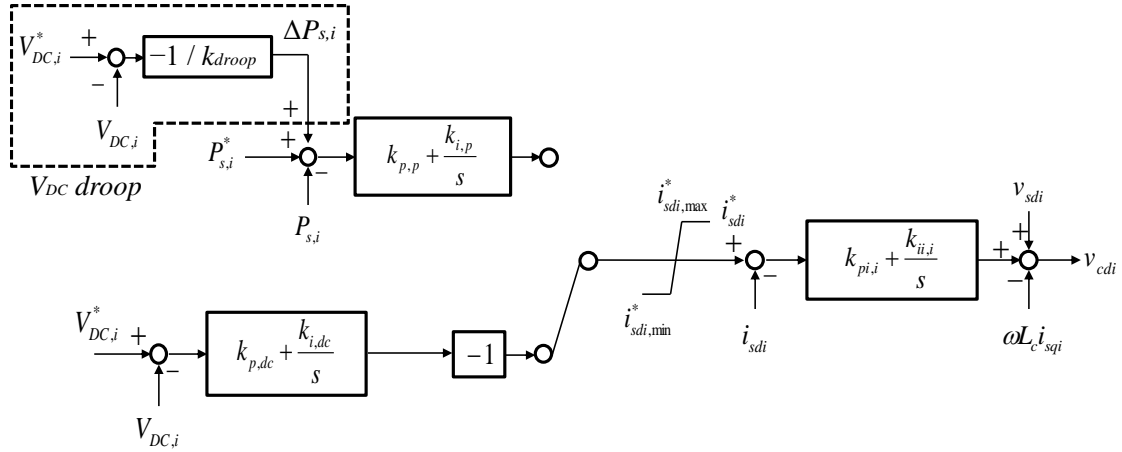 V*DC,i
+
−
VDC,i
−1 / kdroop
ΔPs,i
+
+
P*s,i
−
Ps,i
VDC droop
kp,p + ki,p / s
i*sdi,max
i*sdi
i*sdi,min
+
−
isdi
kpi,i + kii,i / s
vsdi
+
+
−
vcdi
ωLcisqi
V*DC,i
+
−
VDC,i
kp,dc + ki,dc / s
−1